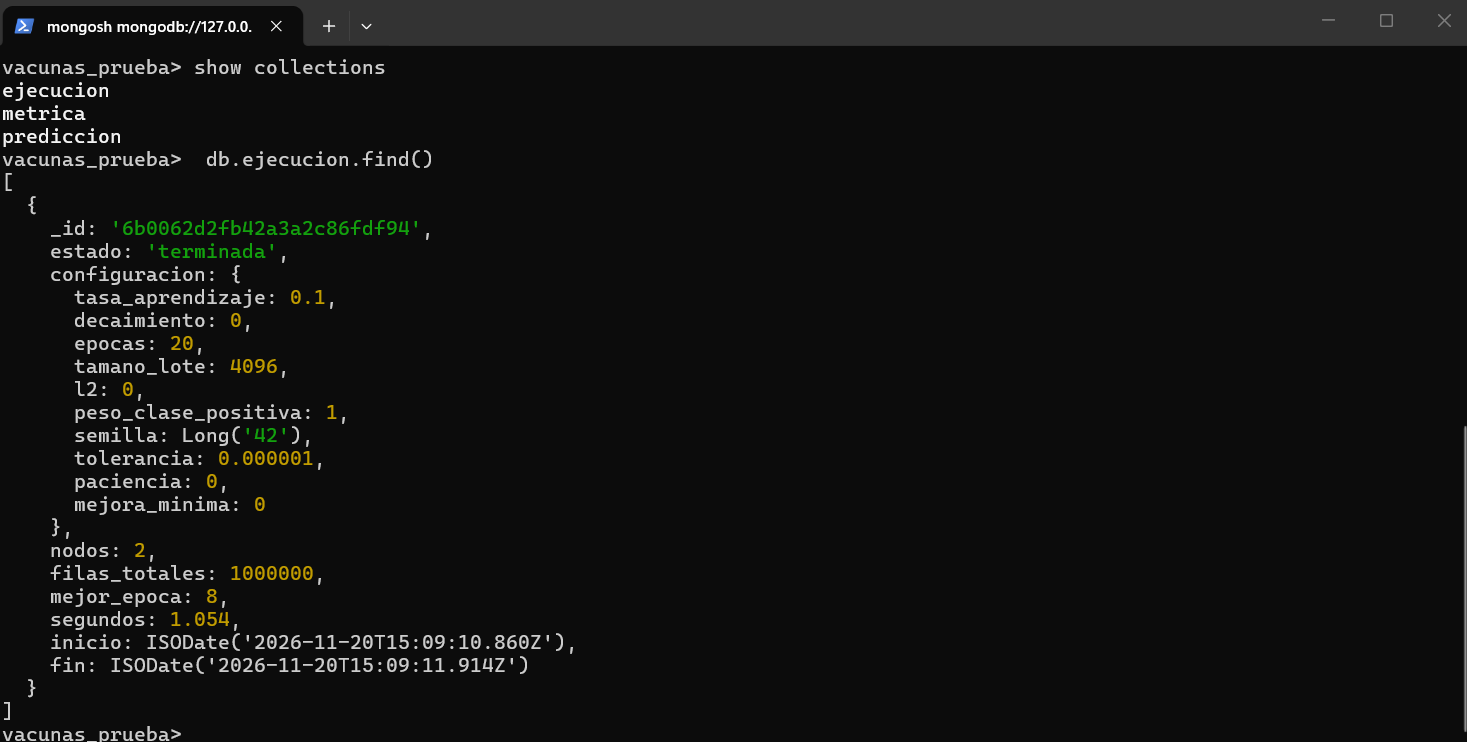 mongosh mongodb://127.0.0.
vacunas_prueba> show collections
ejecucion
metrica
prediccion
vacunas_prueba>  db.ejecucion.find()
[
  {
    _id: '6b0062d2fb42a3a2c86fdf94',
    estado: 'terminada',
    configuracion: {
      tasa_aprendizaje: 0.1,
      decaimiento: 0,
      epocas: 20,
      tamano_lote: 4096,
      l2: 0,
      peso_clase_positiva: 1,
      semilla: Long('42'),
      tolerancia: 0.000001,
      paciencia: 0,
      mejora_minima: 0
    },
    nodos: 2,
    filas_totales: 1000000,
    mejor_epoca: 8,
    segundos: 1.054,
    inicio: ISODate('2026-11-20T15:09:10.860Z'),
    fin: ISODate('2026-11-20T15:09:11.914Z')
  }
]
vacunas_prueba>